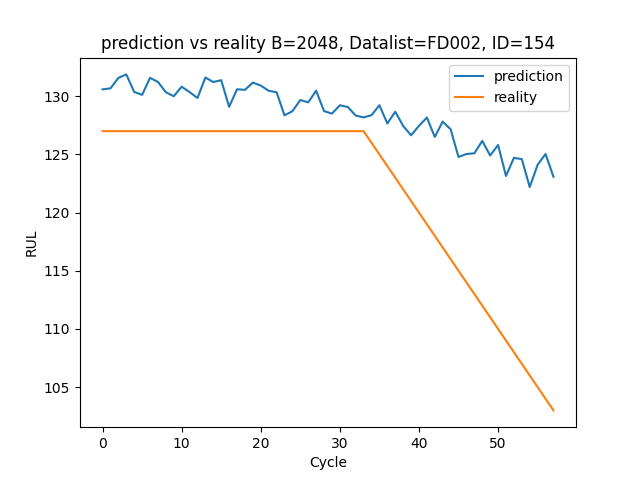 prediction vs reality B=2048, Datalist=FD002, ID=154
prediction
reality
RUL
130
125
120
115
110
105
0 10 20 30 40 50
Cycle